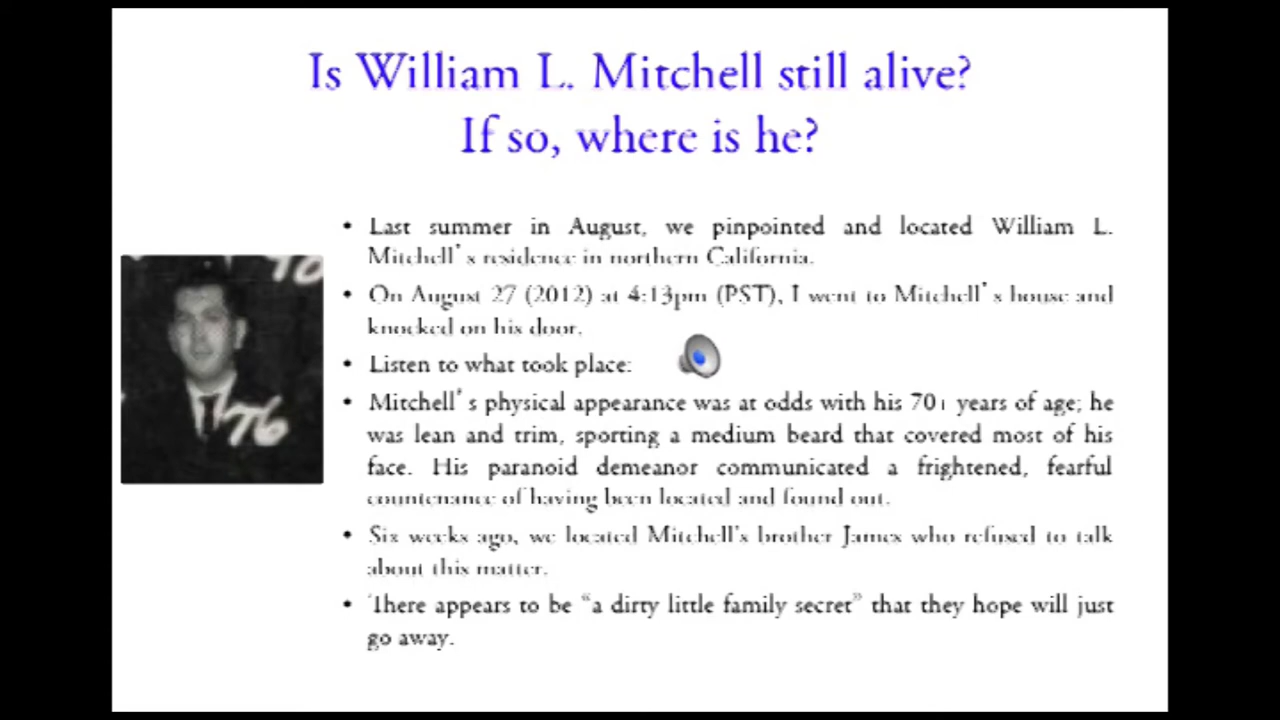 Is William L. Mitchell still alive?
If so, where is he?
• Last summer in August, we pinpointed and located William L.
Mitchell's residence in northern California.
• On August 27 (2012) at 4:13pm (PST), I went to Mitchell's house and
knocked on his door.
• Listen to what took place:
• Mitchell's physical appearance was at odds with his 70+ years of age; he
was lean and trim, sporting a medium beard that covered most of his
face. His paranoid demeanor communicated a frightened, fearful
countenance of having been located and found out.
• Six weeks ago, we located Mitchell's brother James who refused to talk
about this matter.
• There appears to be “a dirty little family secret” that they hope will just
go away.
76